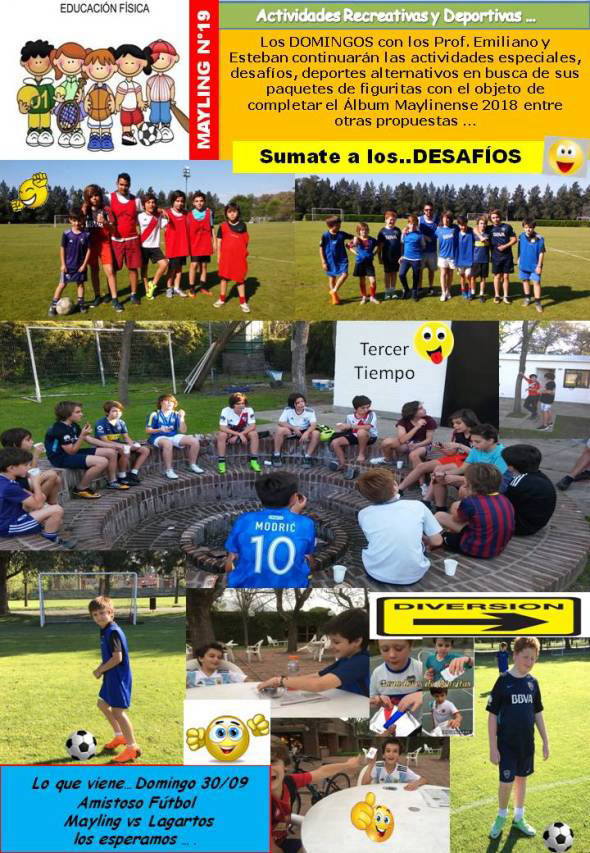 EDUCACIÓN FÍSICA
MAYLING N°19
Actividades Recreativas y Deportivas ...
Los DOMINGOS con los Prof. Emiliano y
Esteban continuarán las actividades especiales,
desafíos, deportes alternativos en busca de sus
paquetes de figuritas con el objeto de
completar el Álbum Maylinense 2018 entre
otras propuestas ...
Sumate a los..DESAFÍOS
Tercer
Tiempo
MODRIĆ
10
DIVERSION
BBVA
Lo que viene... Domingo 30/09
Amistoso Fútbol
Mayling vs Lagartos
los esperamos ... .